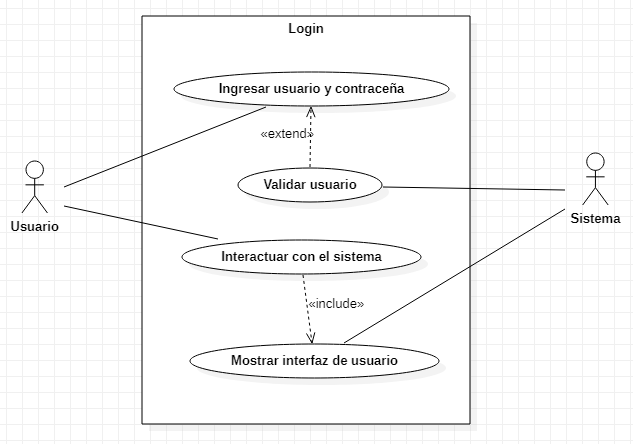 Login
Ingresar usuario y contraceña
«extend»
Validar usuario
Usuario
Sistema
Interactuar con el sistema
«include»
Mostrar interfaz de usuario